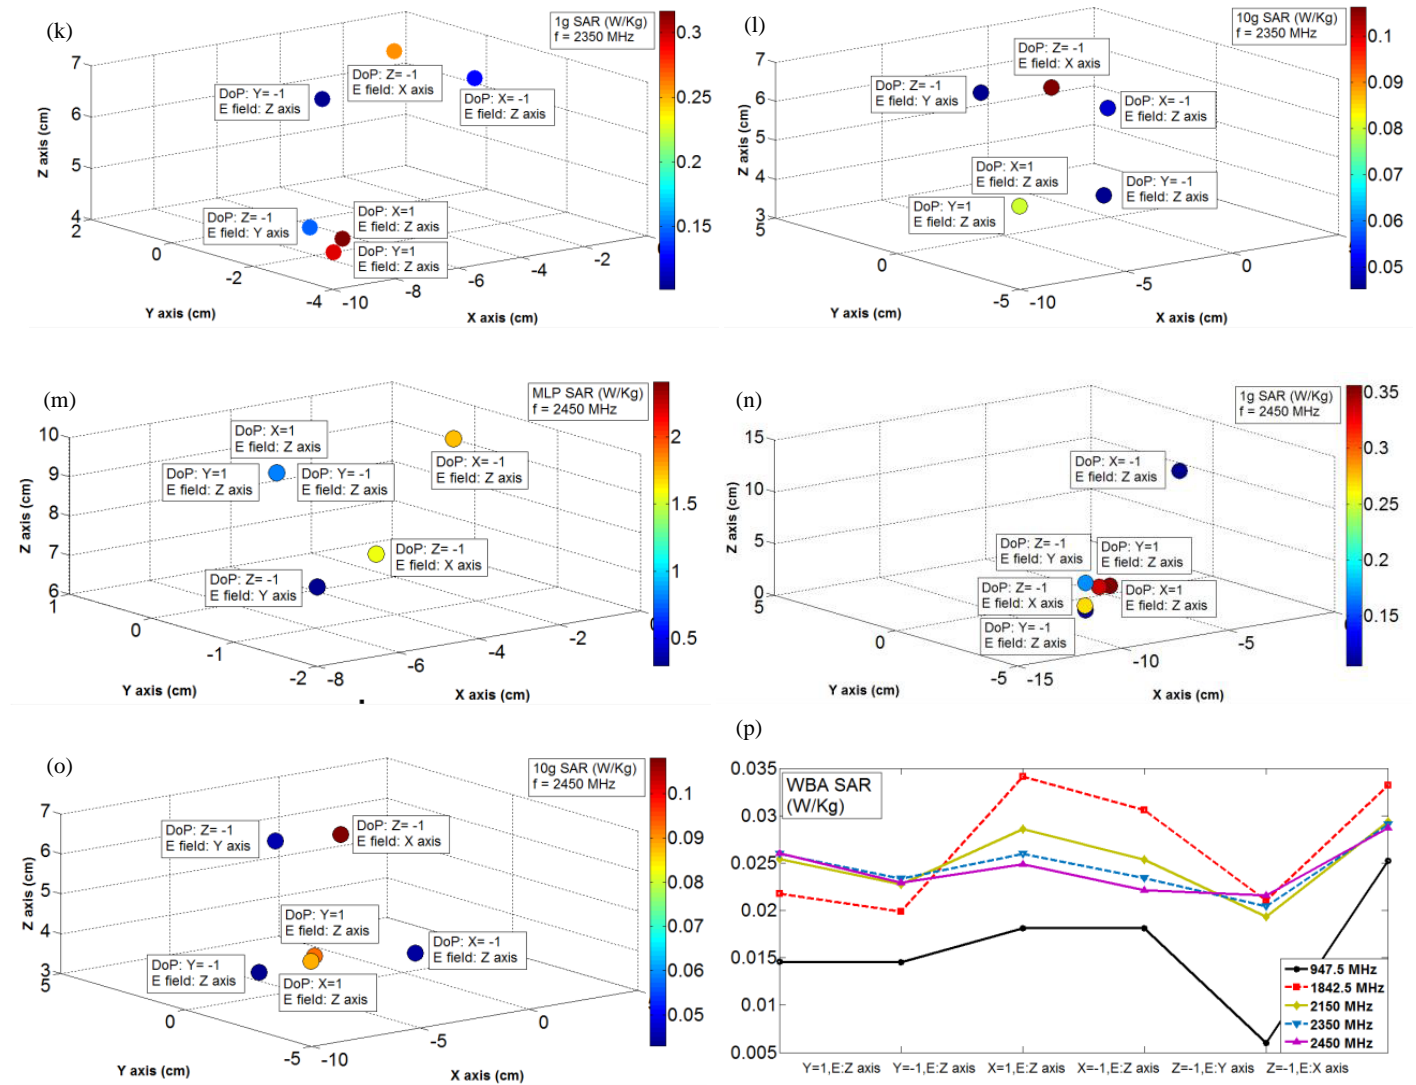 (k)
1g SAR (W/Kg)
f = 2350 MHz
DoP: Z= -1
E field: X axis
DoP: Y= -1
E field: Z axis
DoP: X= -1
E field: Z axis
DoP: Z= -1
E field: Y axis
DoP: X=1
E field: Z axis
DoP: Y=1
E field: Z axis
7
6
5
4
Z axis (cm)
2
0
-2
-4
Y axis (cm)
-10
-8
-6
-4
-2
X axis (cm)
0.3
0.25
0.2
0.15
(l)
10g SAR (W/Kg)
f = 2350 MHz
DoP: Z= -1
E field: X axis
DoP: Z= -1
E field: Y axis
DoP: X= -1
E field: Z axis
DoP: X=1
E field: Z axis
DoP: Y= -1
E field: Z axis
DoP: Y=1
E field: Z axis
7
6
5
4
3
Z axis (cm)
5
0
-5
Y axis (cm)
-10
-5
0
X axis (cm)
0.1
0.09
0.08
0.07
0.06
0.05
(m)
MLP SAR (W/Kg)
f = 2450 MHz
DoP: X=1
E field: Z axis
DoP: Y=1
E field: Z axis
DoP: Y= -1
E field: Z axis
DoP: X= -1
E field: Z axis
DoP: Z= -1
E field: X axis
DoP: Z= -1
E field: Y axis
10
9
8
7
6
Z axis (cm)
1
0
-1
-2
Y axis (cm)
-8
-6
-4
-2
X axis (cm)
2
1.5
1
0.5
(n)
1g SAR (W/Kg)
f = 2450 MHz
DoP: X= -1
E field: Z axis
DoP: Z= -1
E field: Y axis
DoP: Y=1
E field: Z axis
DoP: Z= -1
E field: X axis
DoP: X=1
E field: Z axis
DoP: Y= -1
E field: Z axis
15
10
5
0
Z axis (cm)
5
0
-5
Y axis (cm)
-15
-10
-5
X axis (cm)
0.35
0.3
0.25
0.2
0.15
(o)
10g SAR (W/Kg)
f = 2450 MHz
DoP: Z= -1
E field: Y axis
DoP: Z= -1
E field: X axis
DoP: Y=1
E field: Z axis
DoP: X= -1
E field: Z axis
DoP: Y= -1
E field: Z axis
DoP: X=1
E field: Z axis
7
6
5
4
3
Z axis (cm)
5
0
-5
Y axis (cm)
-10
-5
0
X axis (cm)
0.1
0.09
0.08
0.07
0.06
0.05
(p)
WBA SAR
(W/Kg)
0.035
0.03
0.025
0.02
0.015
0.01
0.005
947.5 MHz
1842.5 MHz
2150 MHz
2350 MHz
2450 MHz
Y=1,E:Z axis Y=-1,E:Z axis X=1,E:Z axis X=-1,E:Z axis Z=-1,E:Y axis Z=-1,E:X axis